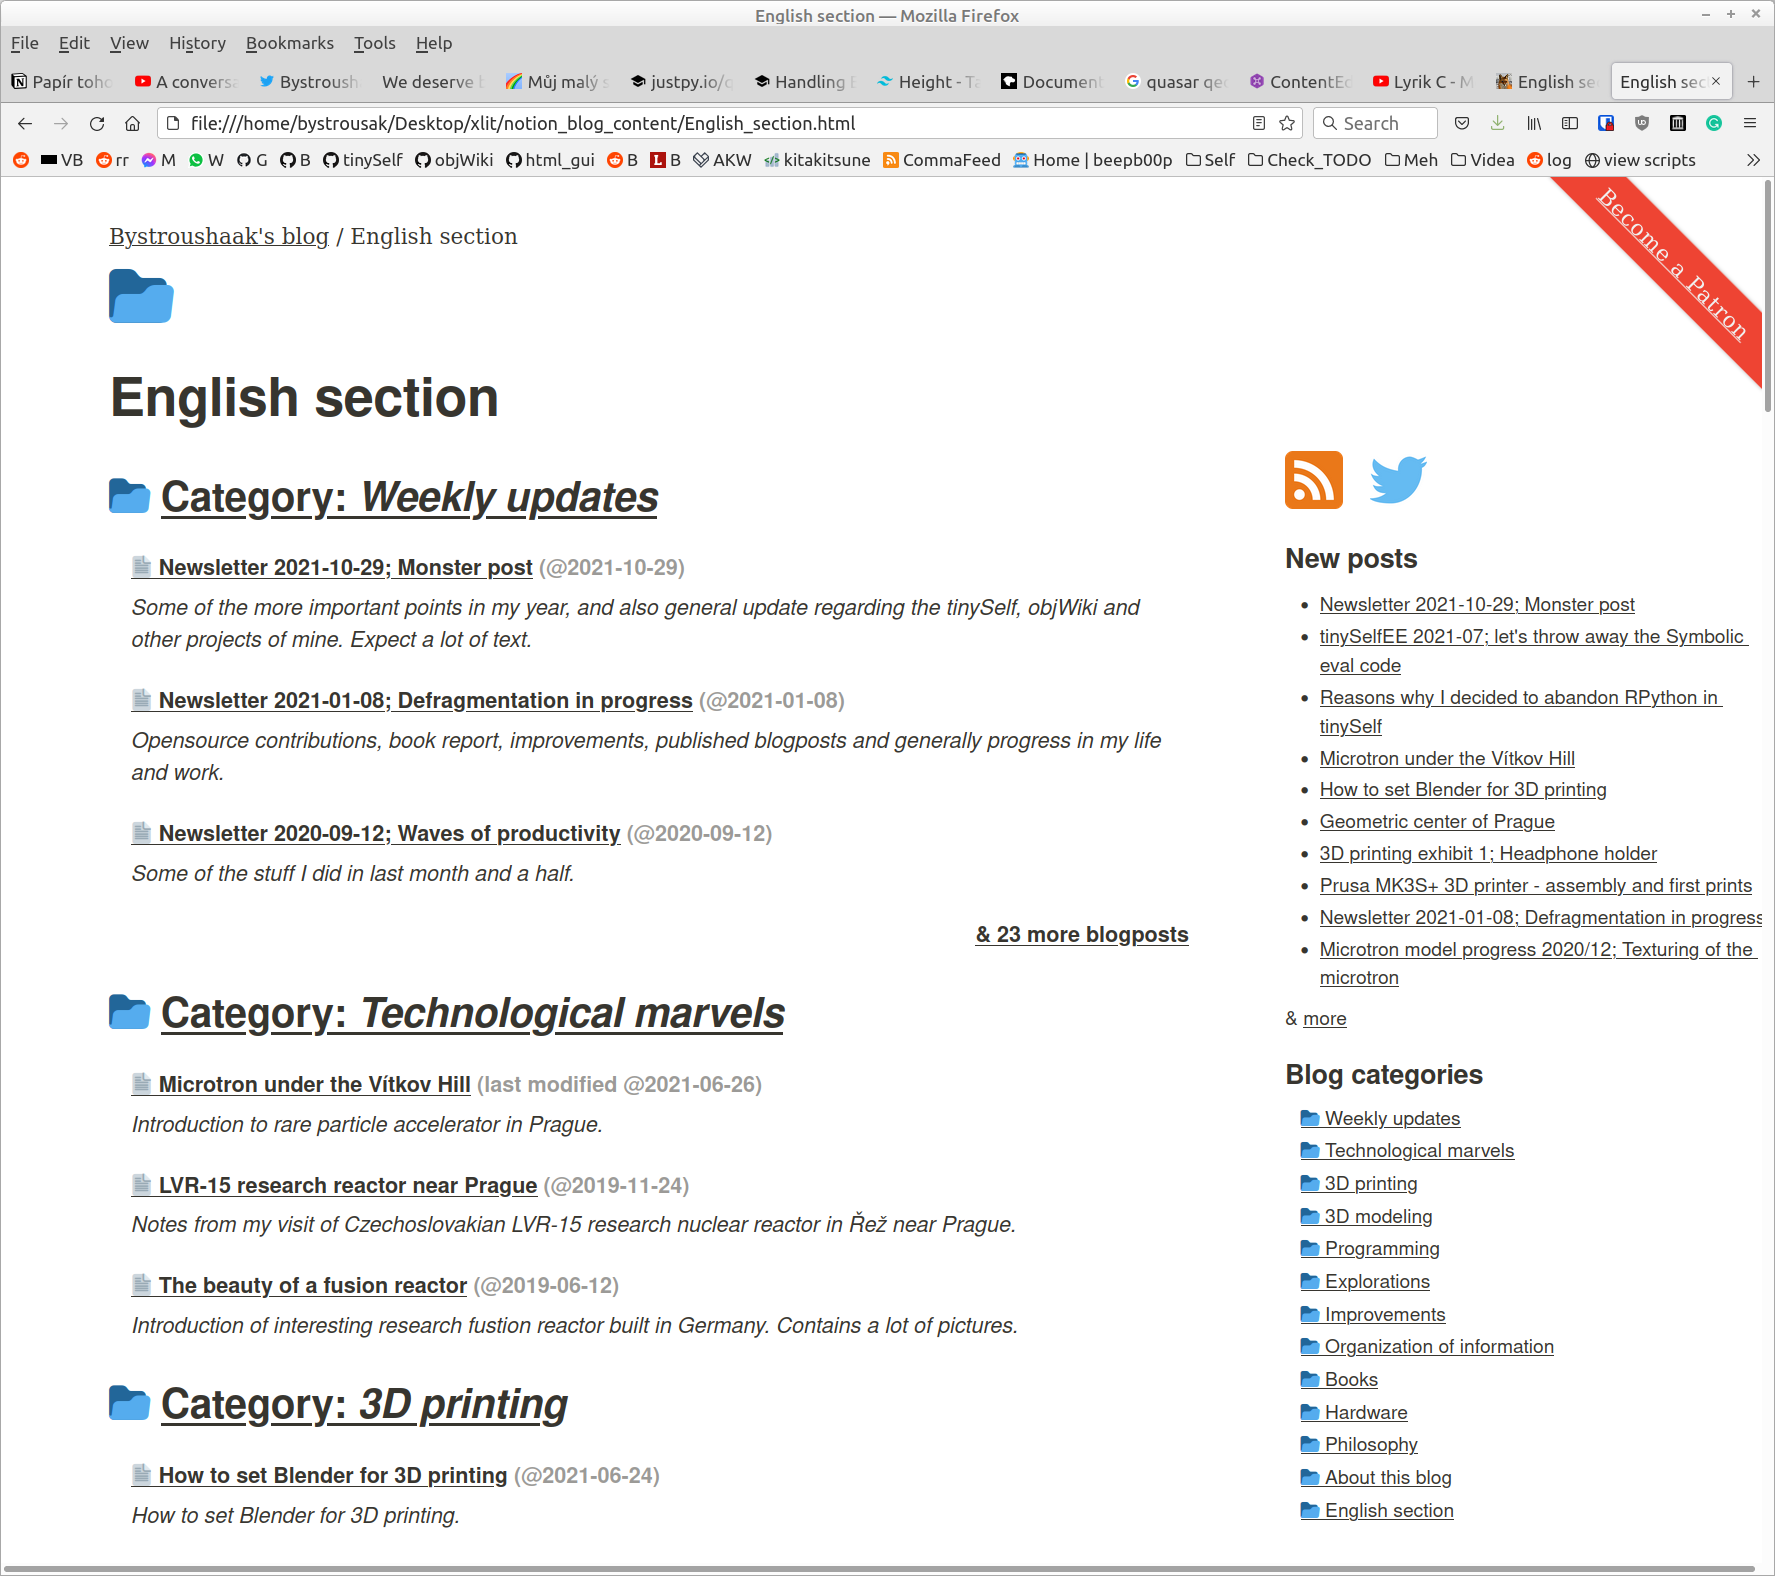 English section — Mozilla Firefox
File Edit View History Bookmarks Tools Help
Papír toho A conversa Bystroush We deserve Můj malý s justpy.io/q Handling Height - Ta Document quasar qe ContentEd Lyrik C - M English se English sec
file:///home/bystrousak/Desktop/xlit/notion_blog_content/English_section.html Search
VB rr M W G B tinySelf objWiki html_gui B B AKW kitakitsune CommaFeed Home | beepb00p Self Check_TODO Meh Videa log view scripts
Become a Patron
Bystroushaak's blog / English section
English section
Category: Weekly updates
Newsletter 2021-10-29; Monster post (@2021-10-29)
Some of the more important points in my year, and also general update regarding the tinySelf, objWiki and
other projects of mine. Expect a lot of text.
Newsletter 2021-01-08; Defragmentation in progress (@2021-01-08)
Opensource contributions, book report, improvements, published blogposts and generally progress in my life
and work.
Newsletter 2020-09-12; Waves of productivity (@2020-09-12)
Some of the stuff I did in last month and a half.
& 23 more blogposts
Category: Technological marvels
Microtron under the Vítkov Hill (last modified @2021-06-26)
Introduction to rare particle accelerator in Prague.
LVR-15 research reactor near Prague (@2019-11-24)
Notes from my visit of Czechoslovakian LVR-15 research nuclear reactor in Řež near Prague.
The beauty of a fusion reactor (@2019-06-12)
Introduction of interesting research fustion reactor built in Germany. Contains a lot of pictures.
Category: 3D printing
How to set Blender for 3D printing (@2021-06-24)
How to set Blender for 3D printing.
New posts
Newsletter 2021-10-29; Monster post
tinySelfEE 2021-07; let's throw away the Symbolic
eval code
Reasons why I decided to abandon RPython in
tinySelf
Microtron under the Vítkov Hill
How to set Blender for 3D printing
Geometric center of Prague
3D printing exhibit 1; Headphone holder
Prusa MK3S+ 3D printer - assembly and first prints
Newsletter 2021-01-08; Defragmentation in progress
Microtron model progress 2020/12; Texturing of the
microtron
& more
Blog categories
Weekly updates
Technological marvels
3D printing
3D modeling
Programming
Explorations
Improvements
Organization of information
Books
Hardware
Philosophy
About this blog
English section